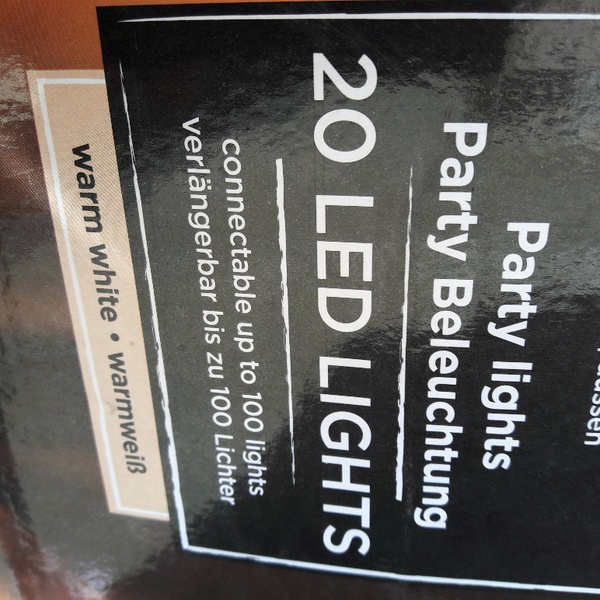 Party lights
Party Beleuchtung
20 LED LIGHTS
connectable up to 100 lights
verlängerbar bis zu 100 Lichter
warm white • warmweiß